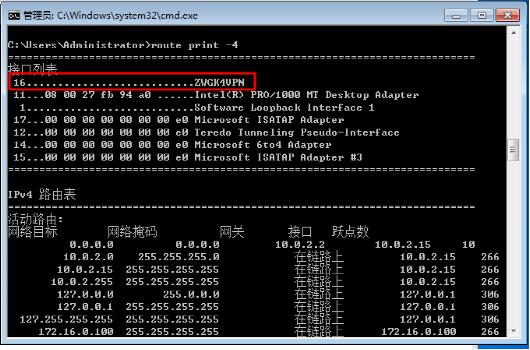 管理员: C:\Windows\system32\cmd.exe
C:\Users\Administrator>route print -4
===========================================================================
接口列表
16...........................ZWGK4VPN
11...08 00 27 fb 94 a0 ......Intel(R) PRO/1000 MT Desktop Adapter
1...........................Software Loopback Interface 1
17...00 00 00 00 00 00 00 e0 Microsoft ISATAP Adapter
12...00 00 00 00 00 00 00 e0 Teredo Tunneling Pseudo-Interface
14...00 00 00 00 00 00 00 e0 Microsoft 6to4 Adapter
15...00 00 00 00 00 00 00 e0 Microsoft ISATAP Adapter #3
===========================================================================
IPv4 路由表
===========================================================================
活动路由:
网络目标 网络掩码 网关 接口 跃点数
0.0.0.0 0.0.0.0 10.0.2.2 10.0.2.15 10
10.0.2.0 255.255.255.0 在链路上 10.0.2.15 266
10.0.2.15 255.255.255.255 在链路上 10.0.2.15 266
10.0.2.255 255.255.255.255 在链路上 10.0.2.15 266
127.0.0.0 255.0.0.0 在链路上 127.0.0.1 306
127.0.0.1 255.255.255.255 在链路上 127.0.0.1 306
127.255.255.255 255.255.255.255 在链路上 127.0.0.1 306
172.16.0.100 255.255.255.255 在链路上 172.16.0.100 266